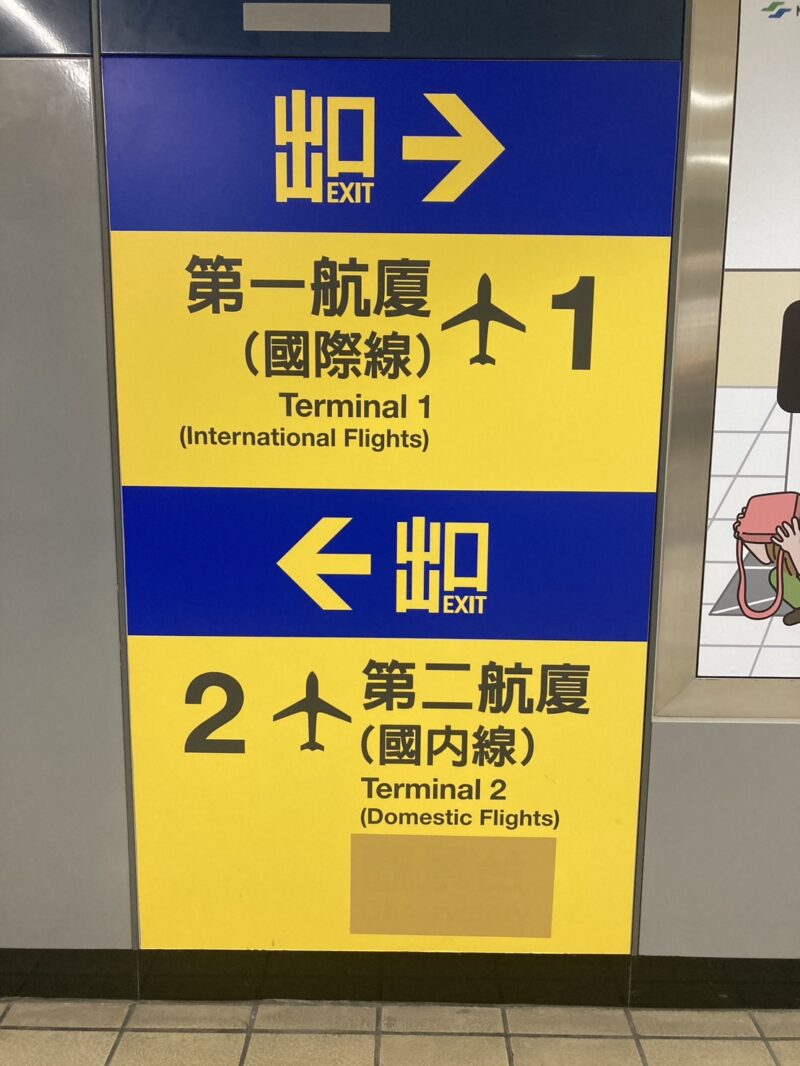 出口 →
EXIT
第一航廈
(國際線)
1
Terminal 1
(International Flights)
← 出口
EXIT
2
第二航廈
(國內線)
Terminal 2
(Domestic Flights)